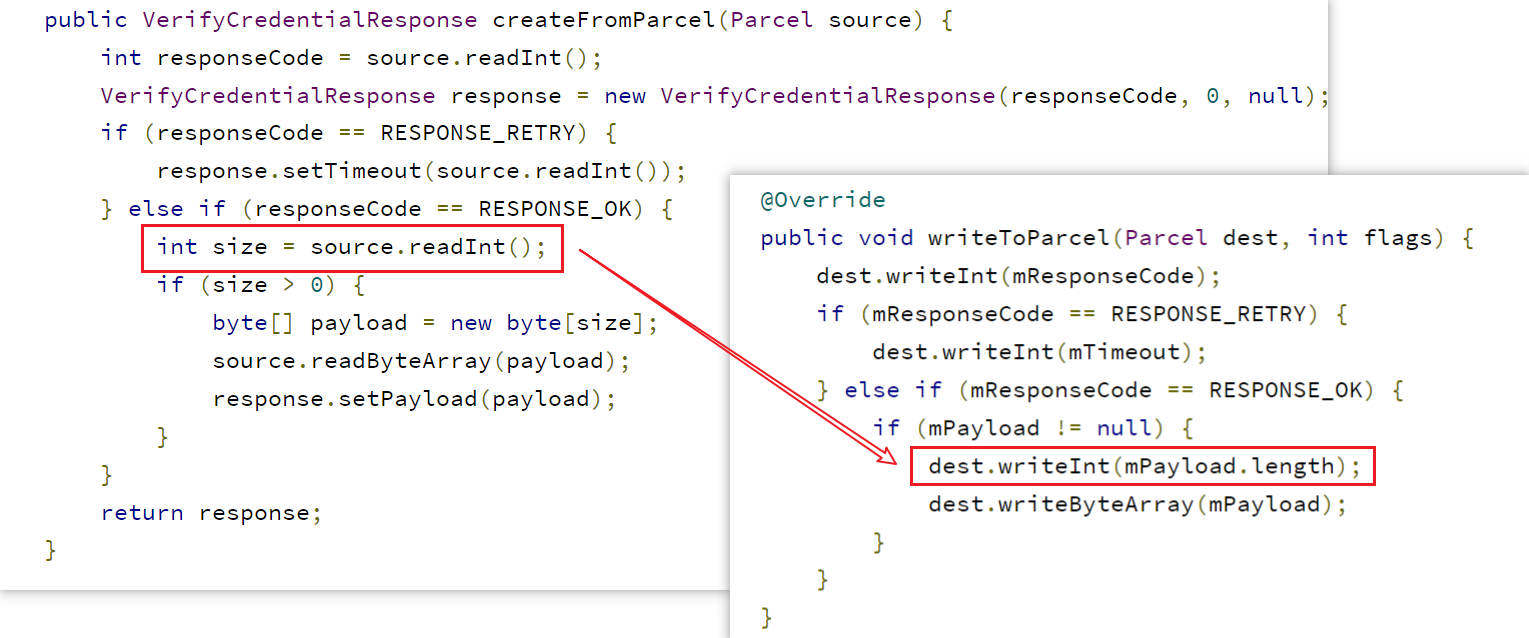 public VerifyCredentialResponse createFromParcel(Parcel source) {
    int responseCode = source.readInt();
    VerifyCredentialResponse response = new VerifyCredentialResponse(responseCode, 0, null);
    if (responseCode == RESPONSE_RETRY) {
        response.setTimeout(source.readInt());
    } else if (responseCode == RESPONSE_OK) {
        int size = source.readInt();
        if (size > 0) {
            byte[] payload = new byte[size];
            source.readByteArray(payload);
            response.setPayload(payload);
        }
    }
    return response;
}
@Override
public void writeToParcel(Parcel dest, int flags) {
    dest.writeInt(mResponseCode);
    if (mResponseCode == RESPONSE_RETRY) {
        dest.writeInt(mTimeout);
    } else if (mResponseCode == RESPONSE_OK) {
        if (mPayload != null) {
            dest.writeInt(mPayload.length);
            dest.writeByteArray(mPayload);
        }
    }
}